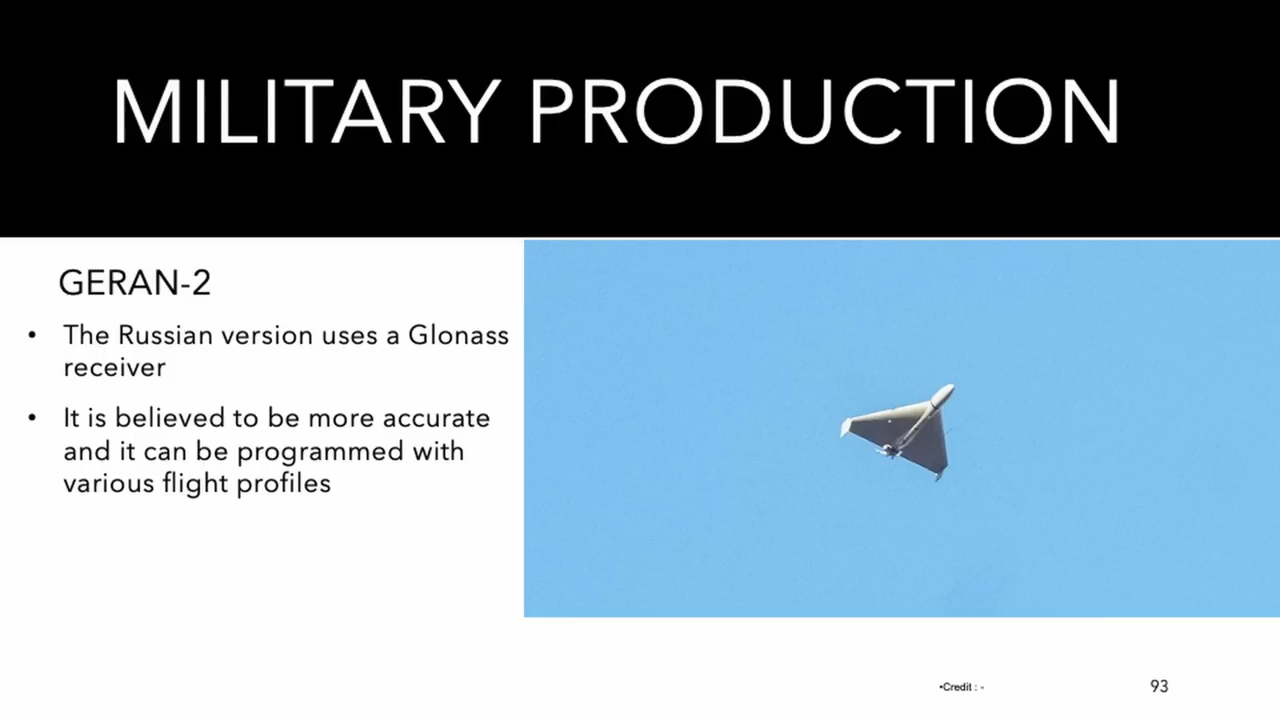 MILITARY PRODUCTION
GERAN-2
• The Russian version uses a Glonass
receiver
• It is believed to be more accurate
and it can be programmed with
various flight profiles
•Credit : -
93